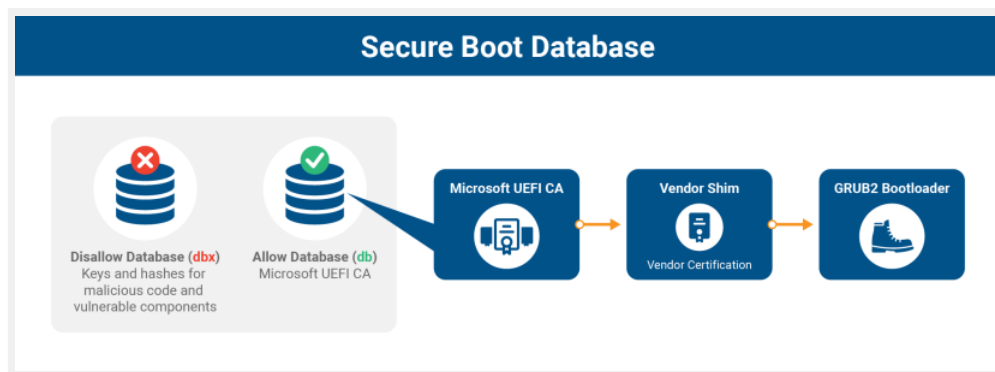 Secure Boot Database
Disallow Database (dbx)
Keys and hashes for
malicious code and
vulnerable components
Allow Database (db)
Microsoft UEFI CA
Microsoft UEFI CA
Vendor Shim
Vendor Certification
GRUB2 Bootloader